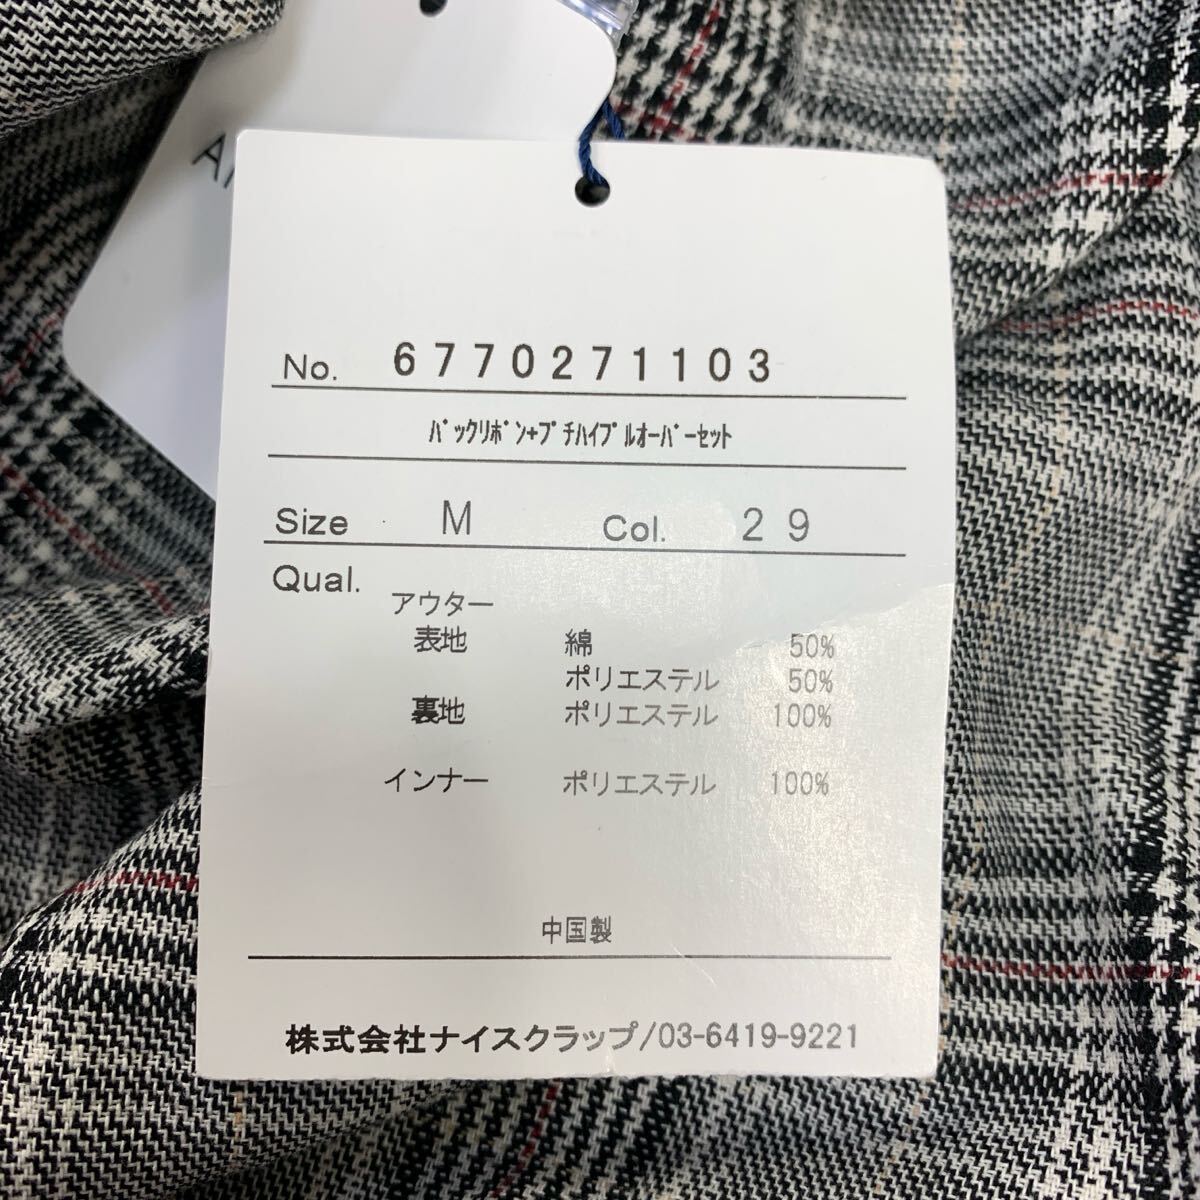 No. 6770271103
ﾊﾞｯｸﾘﾎﾞﾝ+ﾌﾟﾁﾊｲﾌﾟﾙｵｰﾊﾞｰｾｯﾄ
Size M Col. 29
Qual.
アウター
表地 綿 50%
ポリエステル 50%
裏地 ポリエステル 100%
インナー ポリエステル 100%
中国製
株式会社ナイスクラップ/03-6419-9221